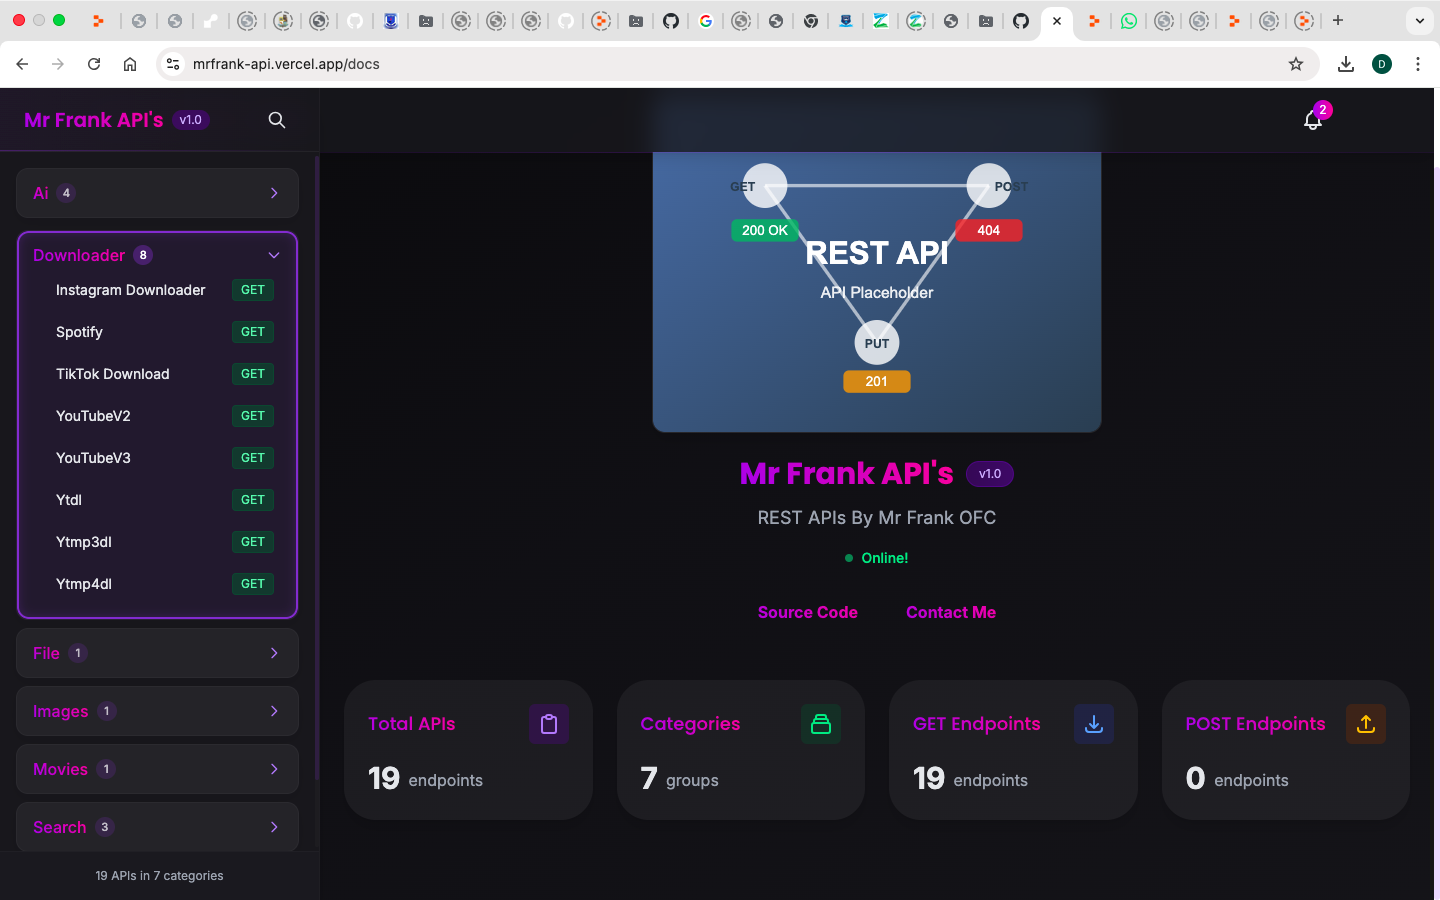 mrfrank-api.vercel.app/docs
D
Mr Frank API's v1.0
2
Ai 4
Downloader 8
Instagram Downloader GET
Spotify GET
TikTok Download GET
YouTubeV2 GET
YouTubeV3 GET
Ytdl GET
Ytmp3dl GET
Ytmp4dl GET
File 1
Images 1
Movies 1
Search 3
19 APIs in 7 categories
GET POST
200 OK 404
REST API
API Placeholder
PUT
201
Mr Frank API's v1.0
REST APIs By Mr Frank OFC
Online!
Source Code Contact Me
Total APIs
19 endpoints
Categories
7 groups
GET Endpoints
19 endpoints
POST Endpoints
0 endpoints